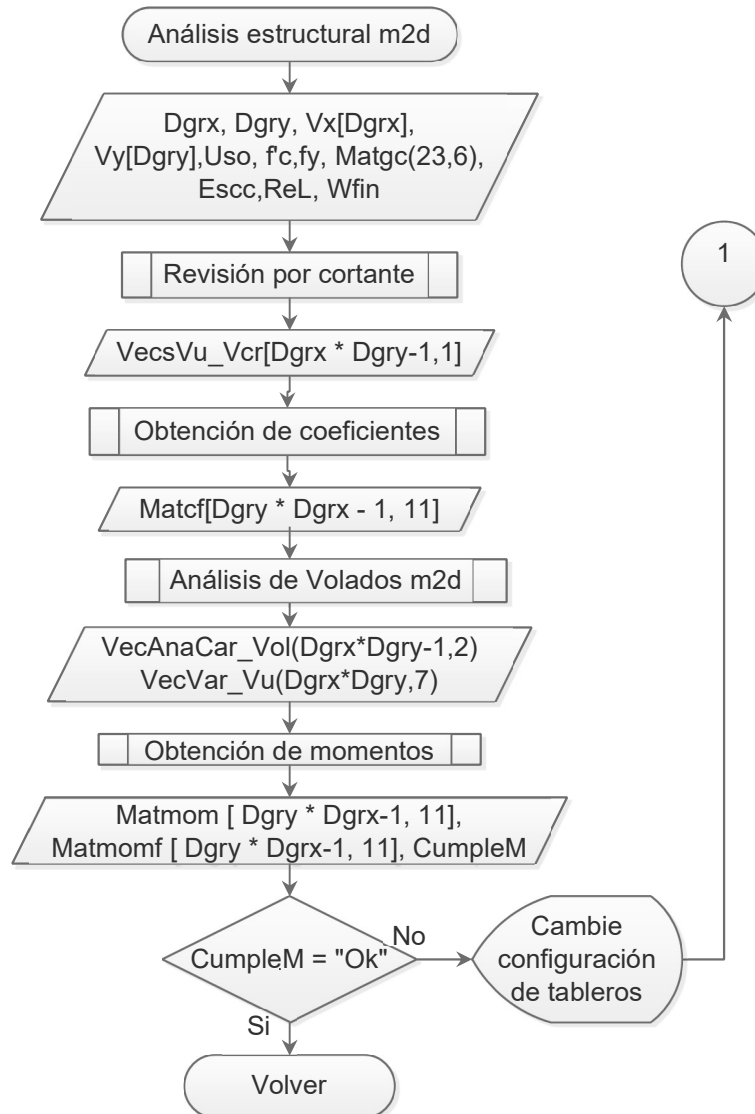 Análisis estructural m2d
Dgrx, Dgry, Vx[Dgrx],
Vy[Dgry],Uso, f'c,fy, Matgc(23,6),
Escc,ReL, Wfin
Revisión por cortante
1
VecsVu_Vcr[Dgrx * Dgry-1,1]
Obtención de coeficientes
Matcf[Dgry * Dgrx - 1, 11]
Análisis de Volados m2d
VecAnaCar_Vol(Dgrx*Dgry-1,2)
VecVar_Vu(Dgrx*Dgry,7)
Obtención de momentos
Matmom [ Dgry * Dgrx-1, 11],
Matmomf [ Dgry * Dgrx-1, 11], CumpleM
CumpleM = "Ok"
No
Cambie
configuración
de tableros
Si
Volver